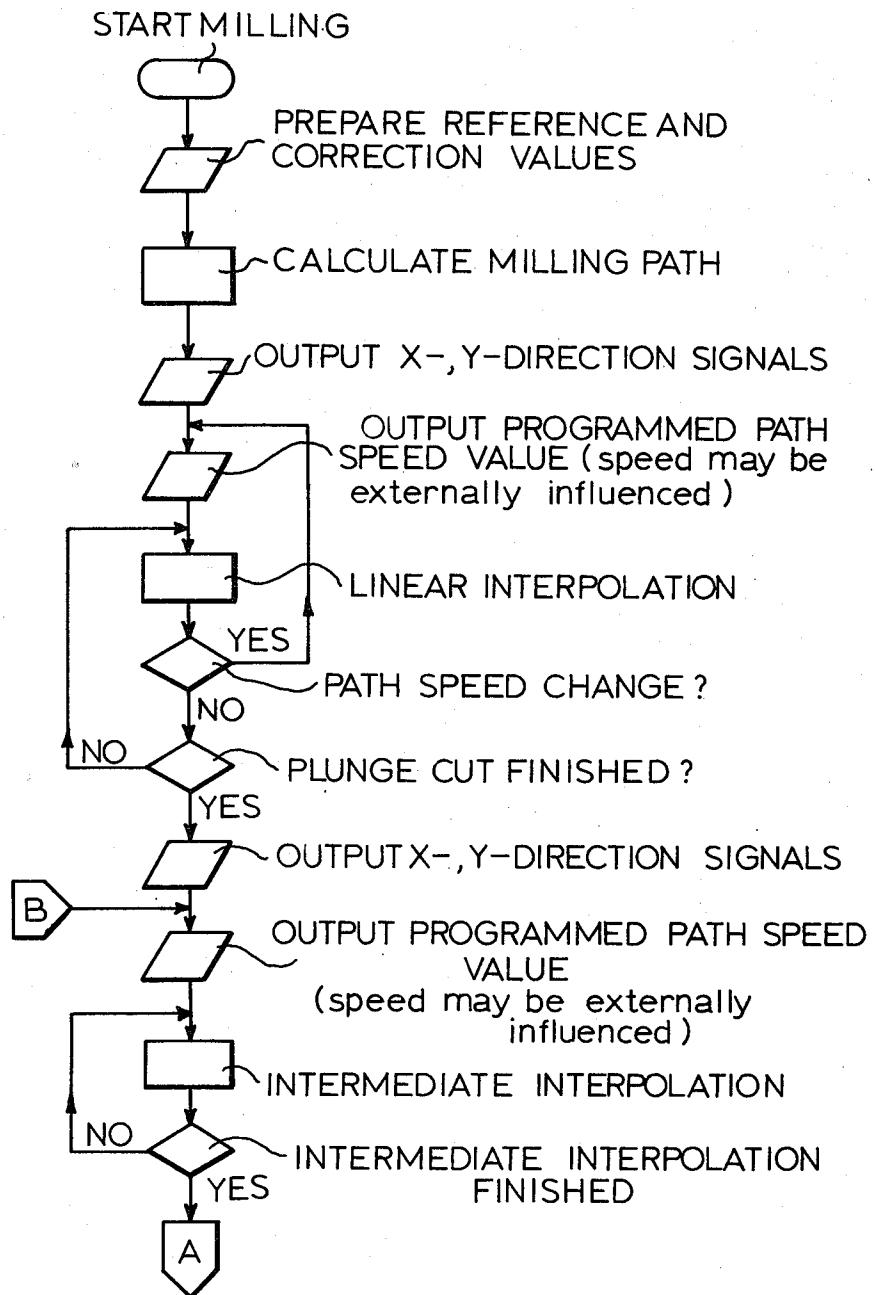 START MILLING
PREPARE REFERENCE AND
CORRECTION VALUES
CALCULATE MILLING PATH
OUTPUT X-, Y-DIRECTION SIGNALS
OUTPUT PROGRAMMED PATH
SPEED VALUE (speed may be
externally influenced)
LINEAR INTERPOLATION
YES
PATH SPEED CHANGE?
NO
NO
PLUNGE CUT FINISHED?
YES
OUTPUT X-, Y-DIRECTION SIGNALS
B
OUTPUT PROGRAMMED PATH SPEED
VALUE
(speed may be externally
influenced)
INTERMEDIATE INTERPOLATION
NO
INTERMEDIATE INTERPOLATION
FINISHED
YES
A